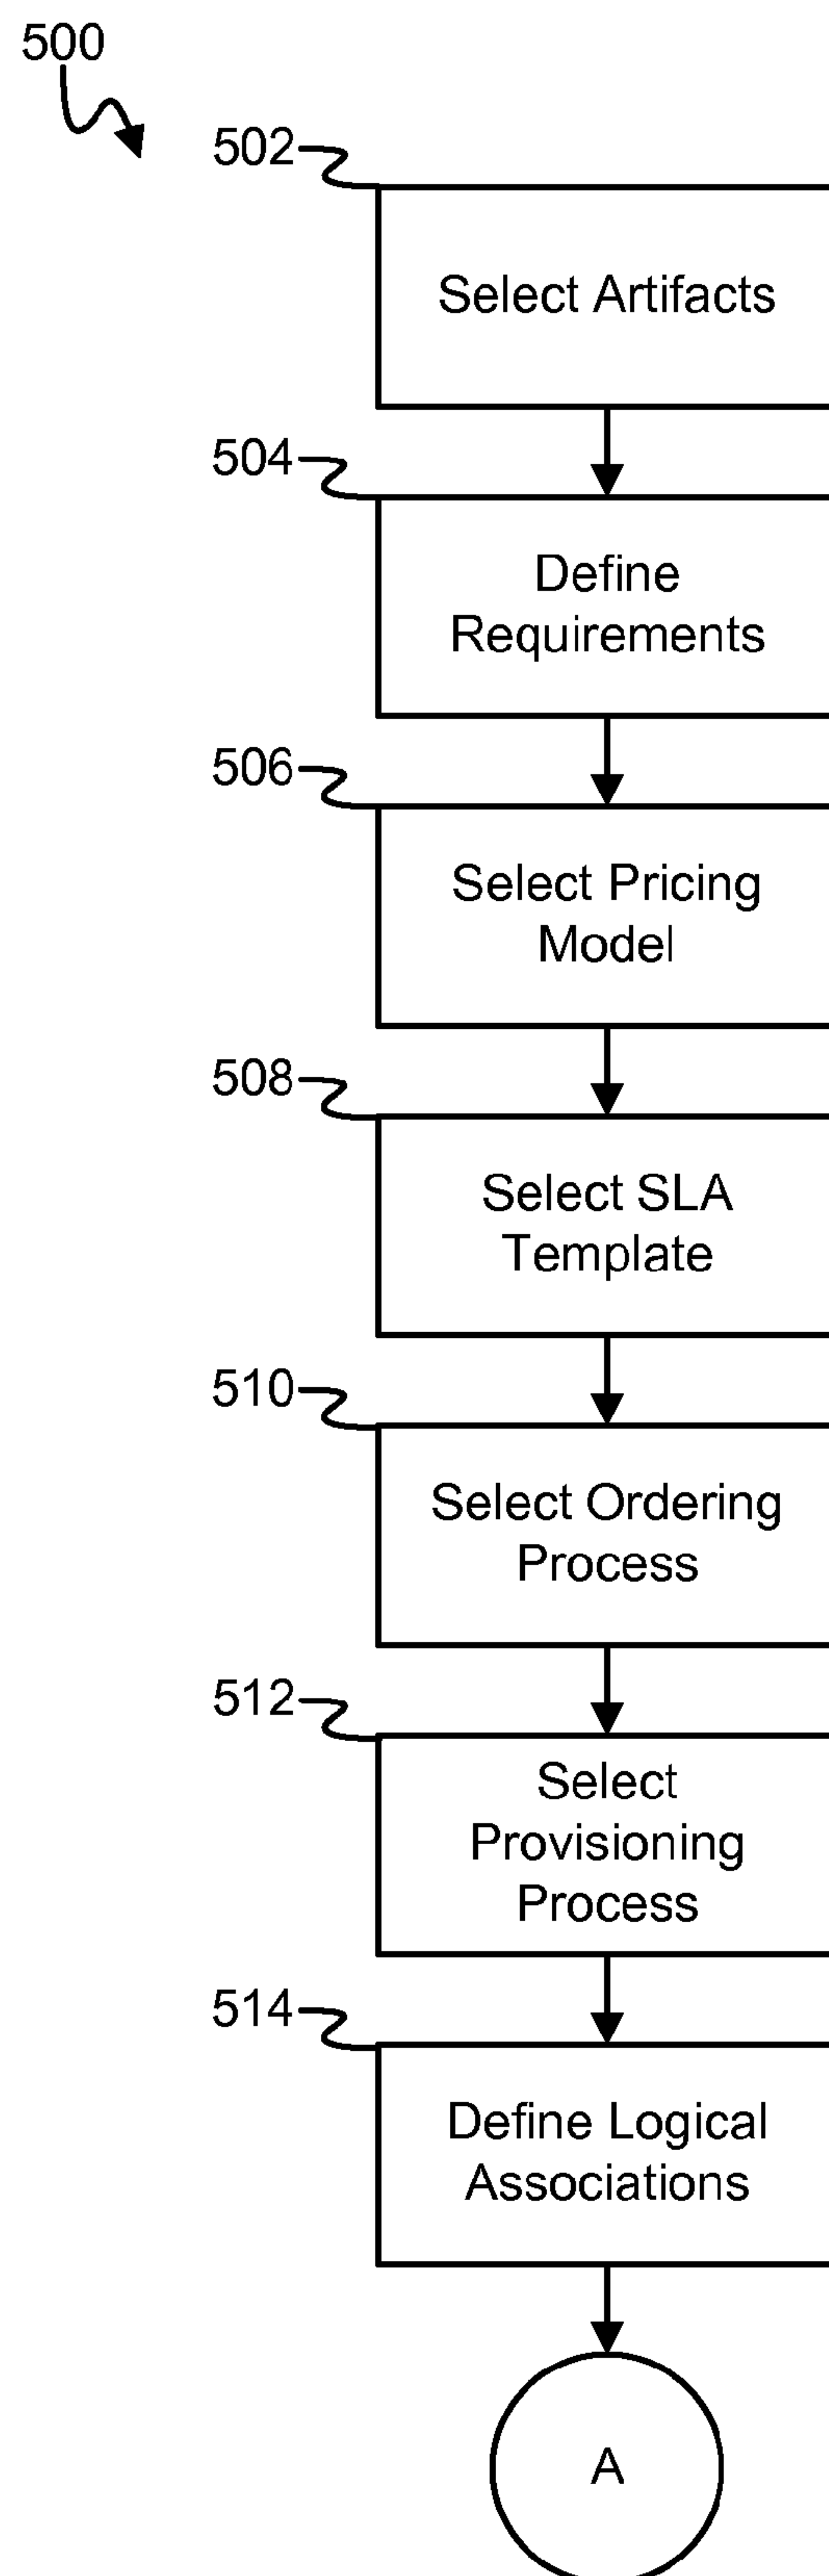 500
502
Select Artifacts
504
Define
Requirements
506
Select Pricing
Model
508
Select SLA
Template
510
Select Ordering
Process
512
Select
Provisioning
Process
514
Define Logical
Associations
A